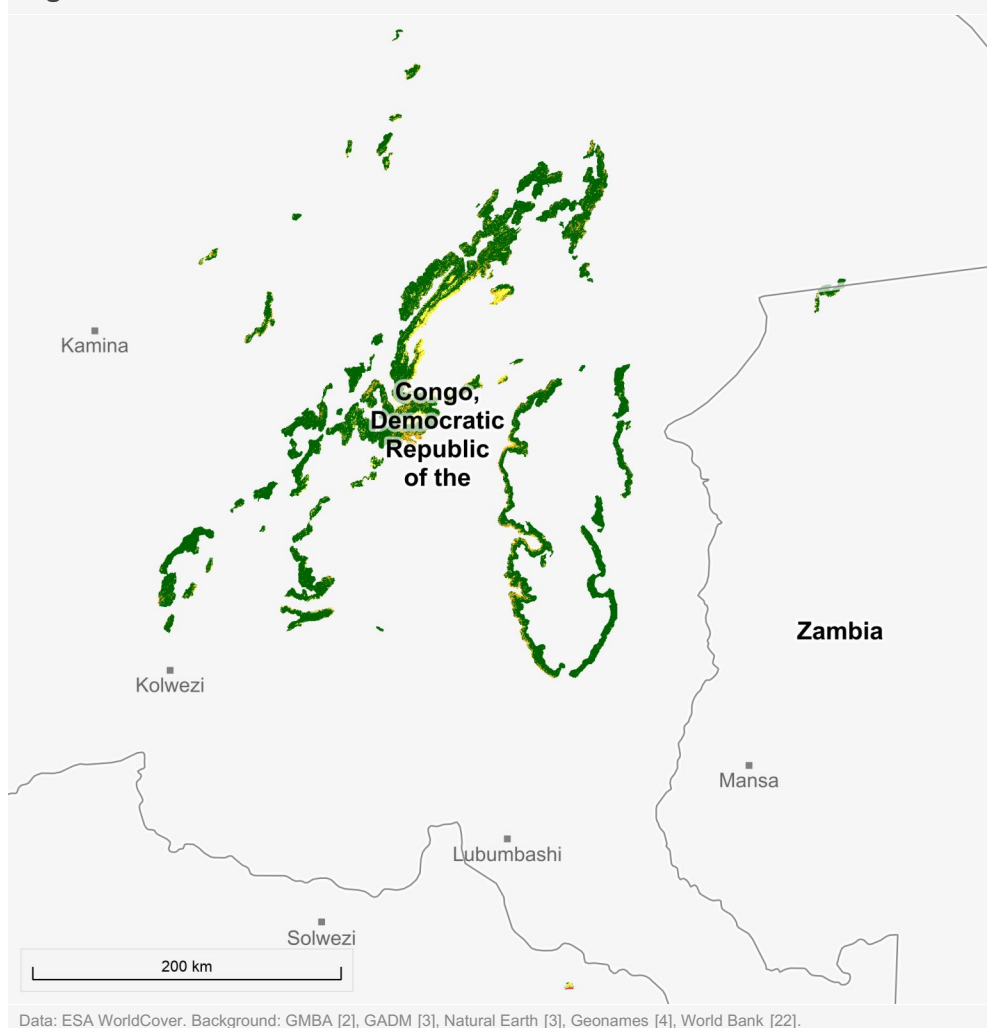 Kamina
Congo,
Democratic
Republic
of the
Zambia
Kolwezi
Mansa
Lubumbashi
Solwezi
200 km
Data: ESA WorldCover. Background: GMBA [2], GADM [3], Natural Earth [3], Geonames [4], World Bank [22].